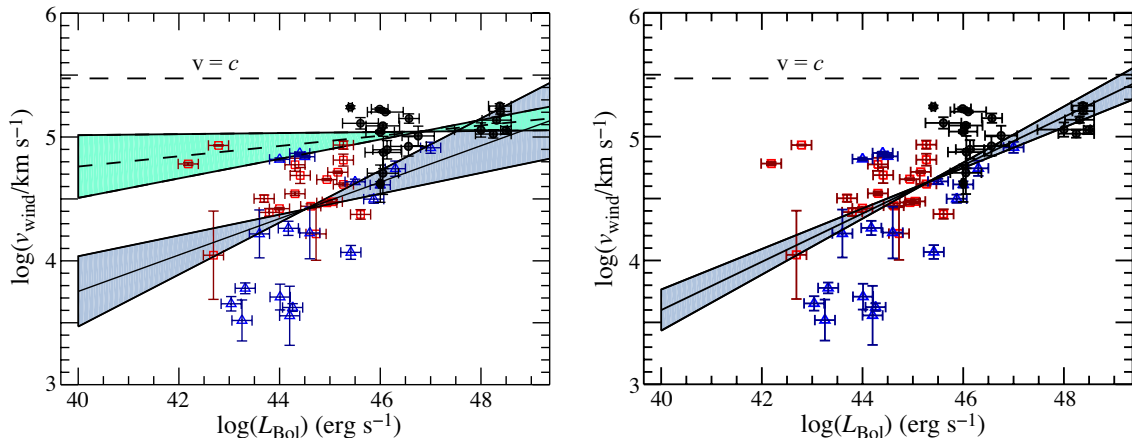 6
5
4
3
log(v_wind/km s⁻¹)
v = c
40 42 44 46 48
log(L_Bol) (erg s⁻¹)
6
5
4
3
log(v_wind/km s⁻¹)
v = c
40 42 44 46 48
log(L_Bol) (erg s⁻¹)